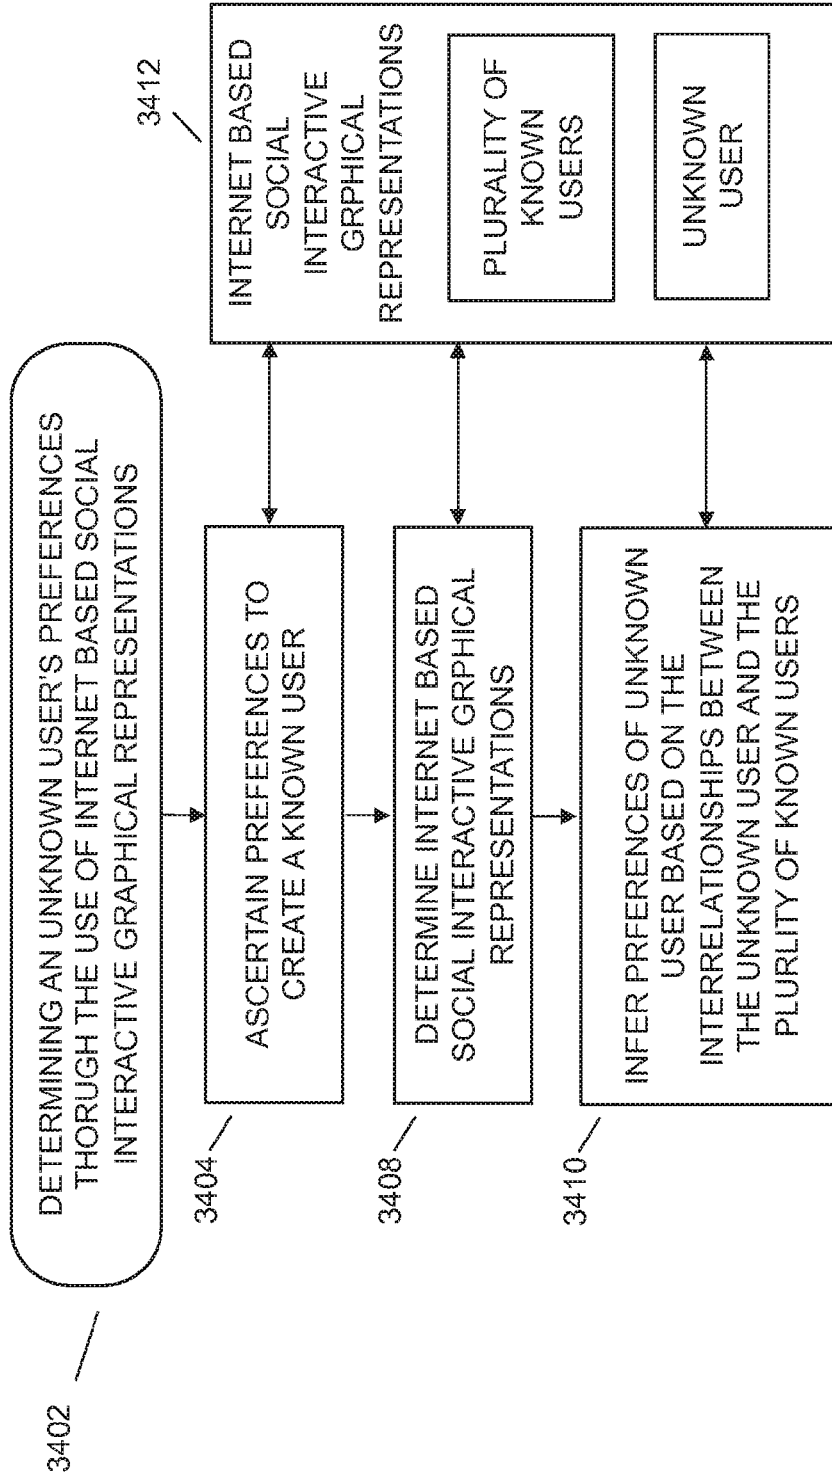 3402
DETERMINING AN UNKNOWN USER'S PREFERENCES
THORUGH THE USE OF INTERNET BASED SOCIAL
INTERACTIVE GRAPHICAL REPRESENTATIONS
3404
ASCERTAIN PREFERENCES TO
CREATE A KNOWN USER
3408
DETERMINE INTERNET BASED
SOCIAL INTERACTIVE GRPHICAL
REPRESENTATIONS
3410
INFER PRFERENCES OF UNKNOWN
USER BASED ON THE
INTERRELATIONSHIPS BETWEEN
THE UNKNOWN USER AND THE
PLURLITY OF KNOWN USERS
3412
INTERNET BASED
SOCIAL
INTERACTIVE
GRPHICAL
REPRESENTATIONS
PLURALITY OF
KNOWN
USERS
UNKNOWN
USER